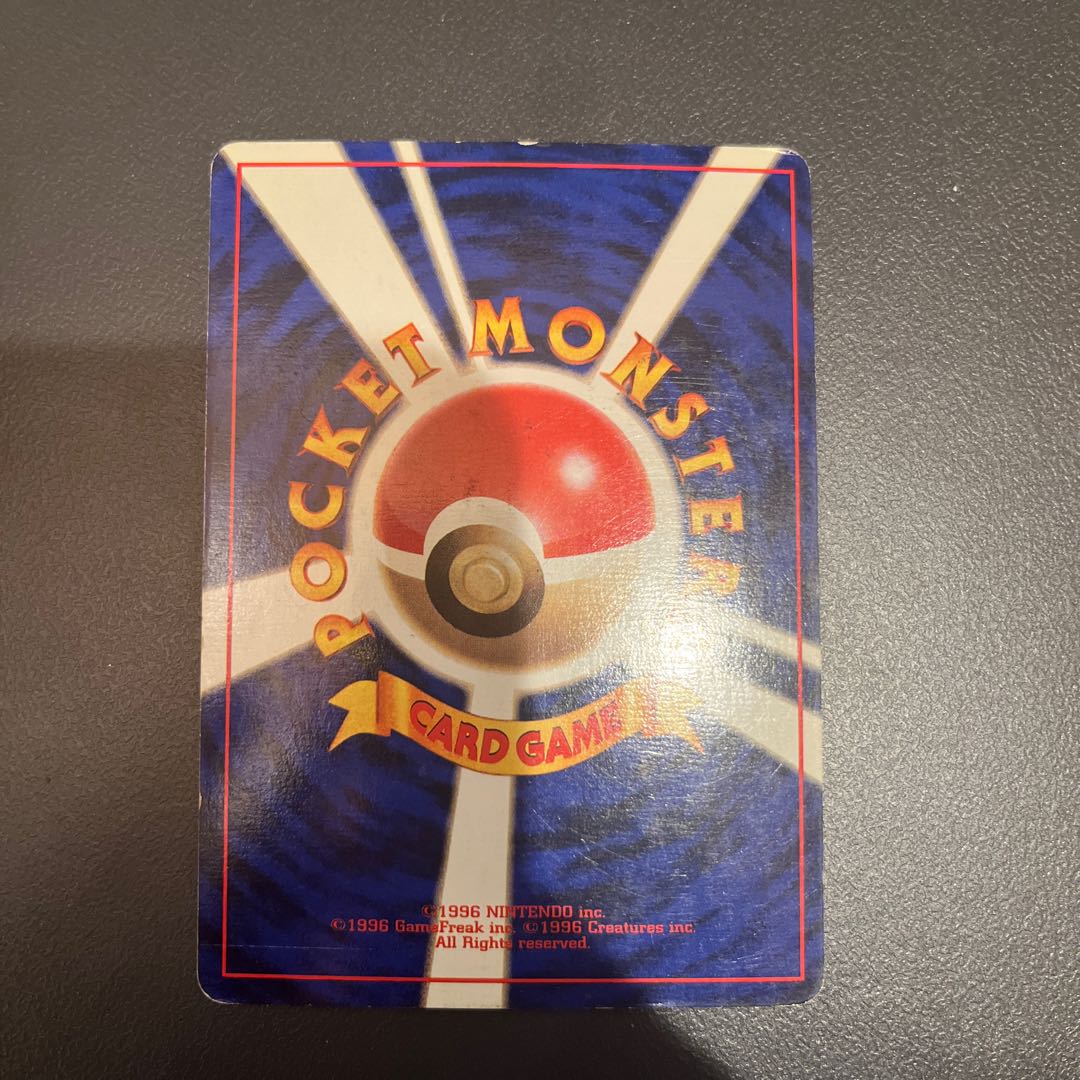 POCKET MONSTER
CARD GAME
©1996 NINTENDO inc.
©1996 GameFreak inc. ©1996 Creatures inc.
All Rights reserved.